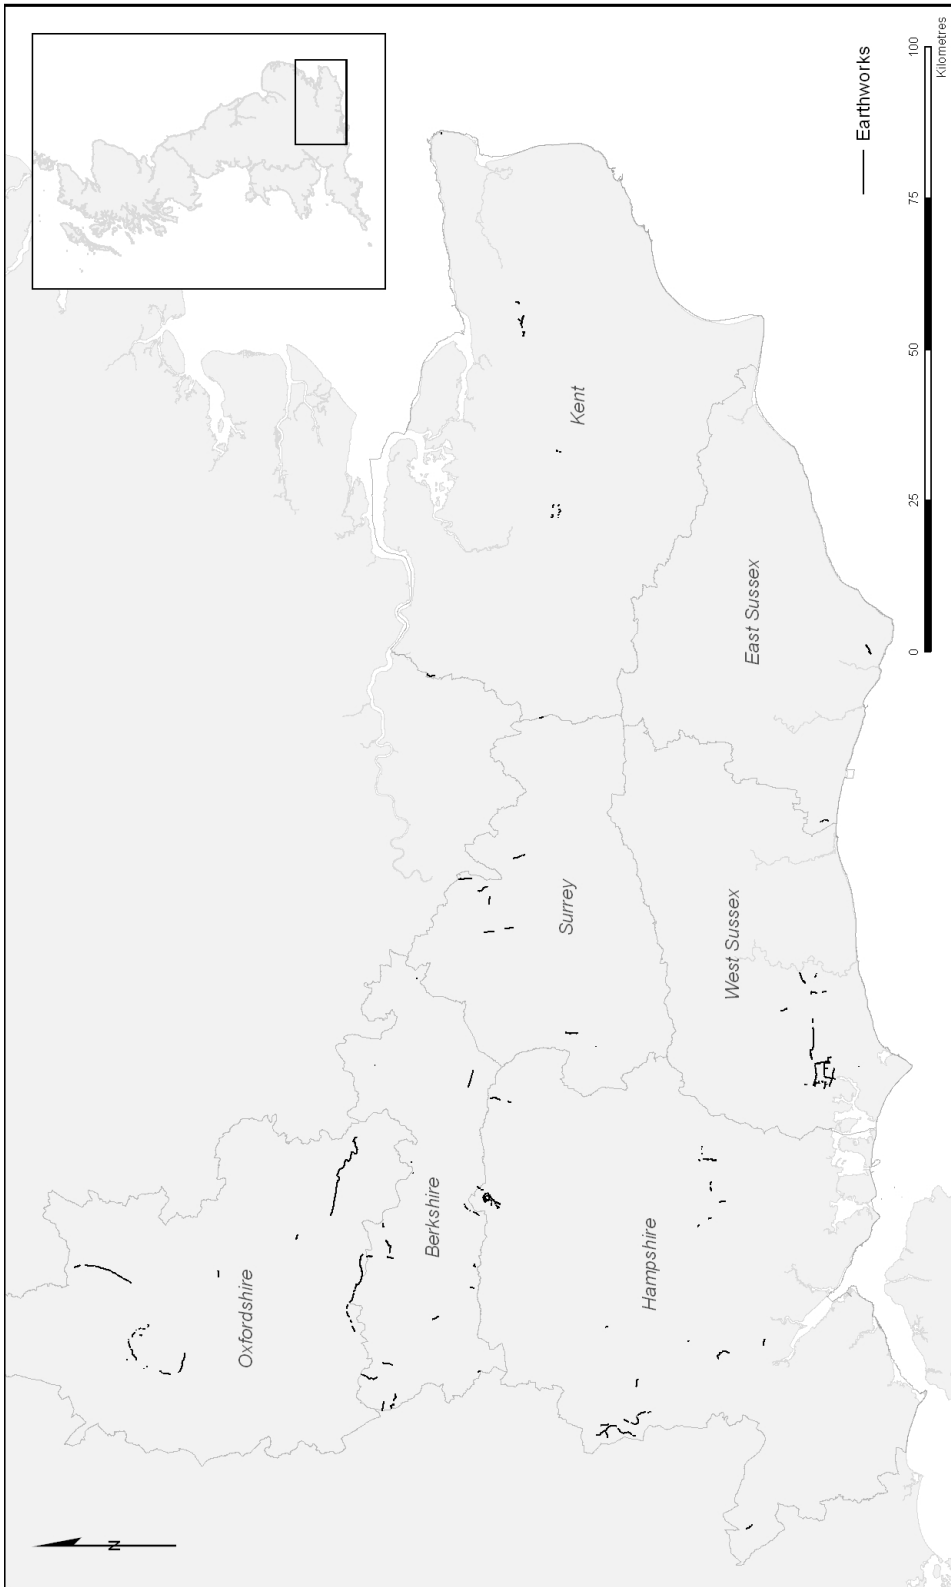 N
Oxfordshire
Berkshire
Hampshire
Surrey
West Sussex
East Sussex
Kent
Earthworks
0 25 50 75 100
Kilometres